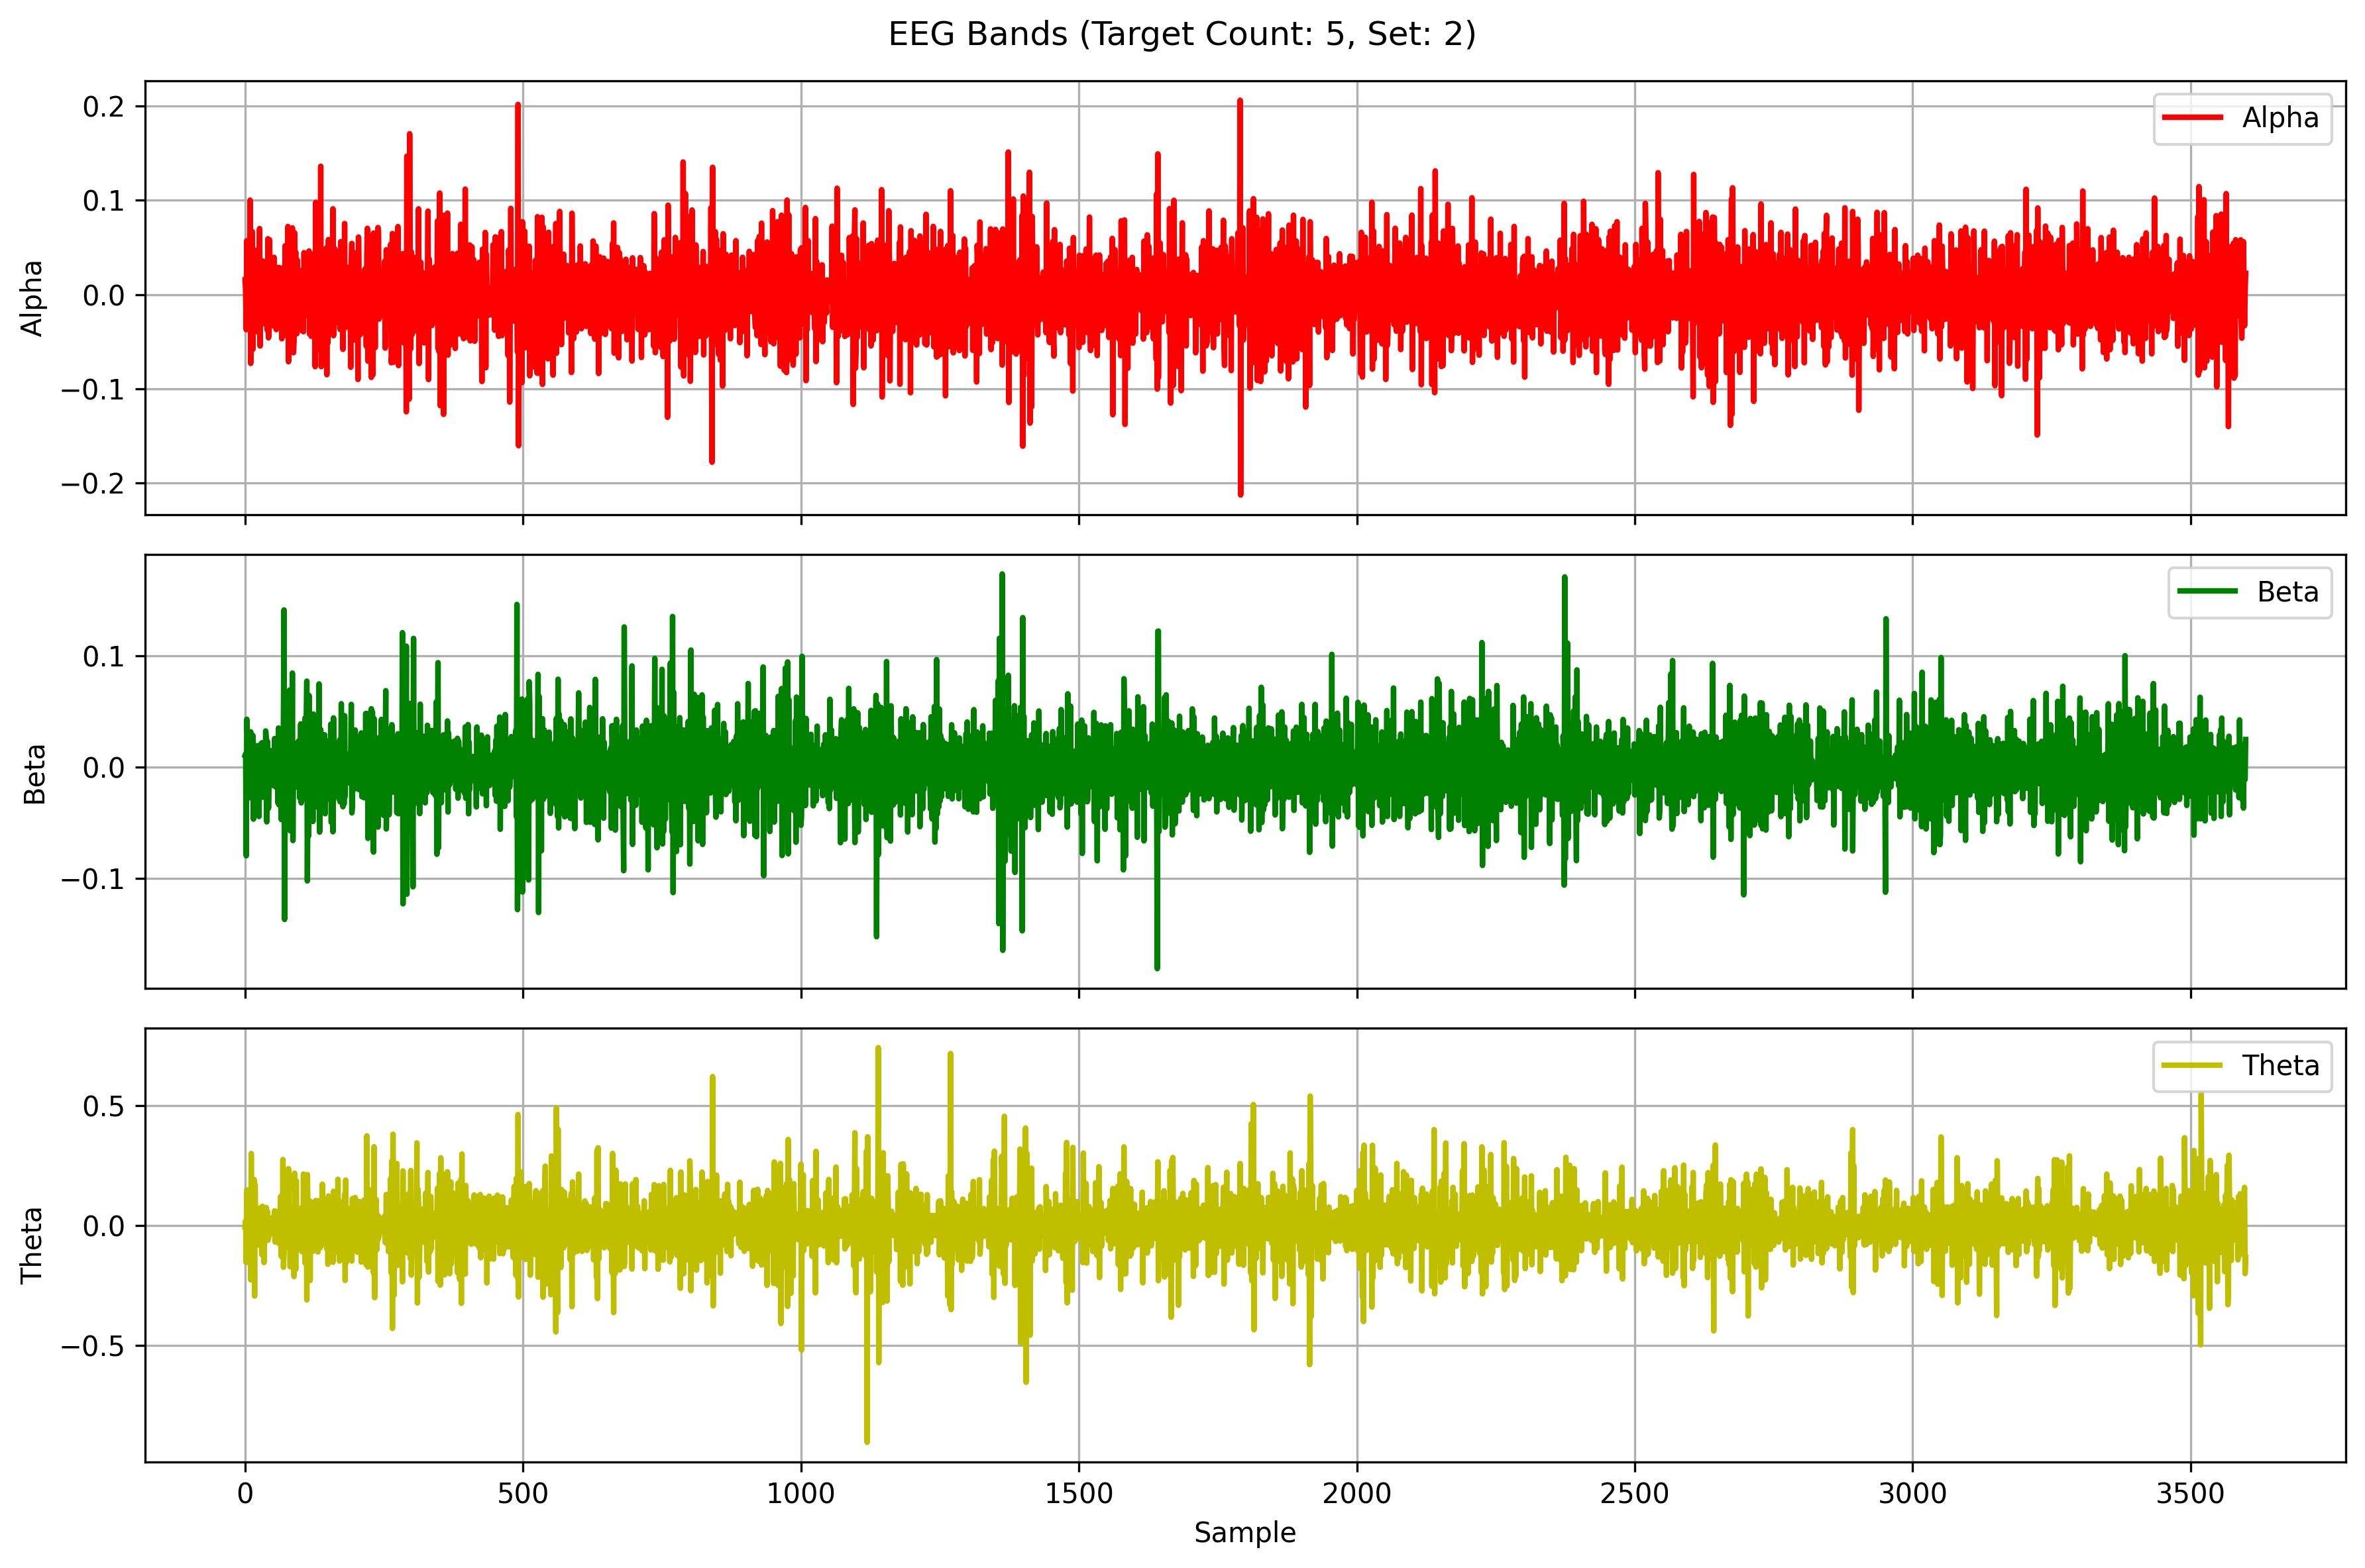 EEG Bands (Target Count: 5, Set: 2)
Alpha
0.2
0.1
0.0
−0.1
−0.2
Alpha
Beta
0.1
0.0
−0.1
Beta
Theta
0.5
0.0
−0.5
Theta
0 500 1000 1500 2000 2500 3000 3500
Sample